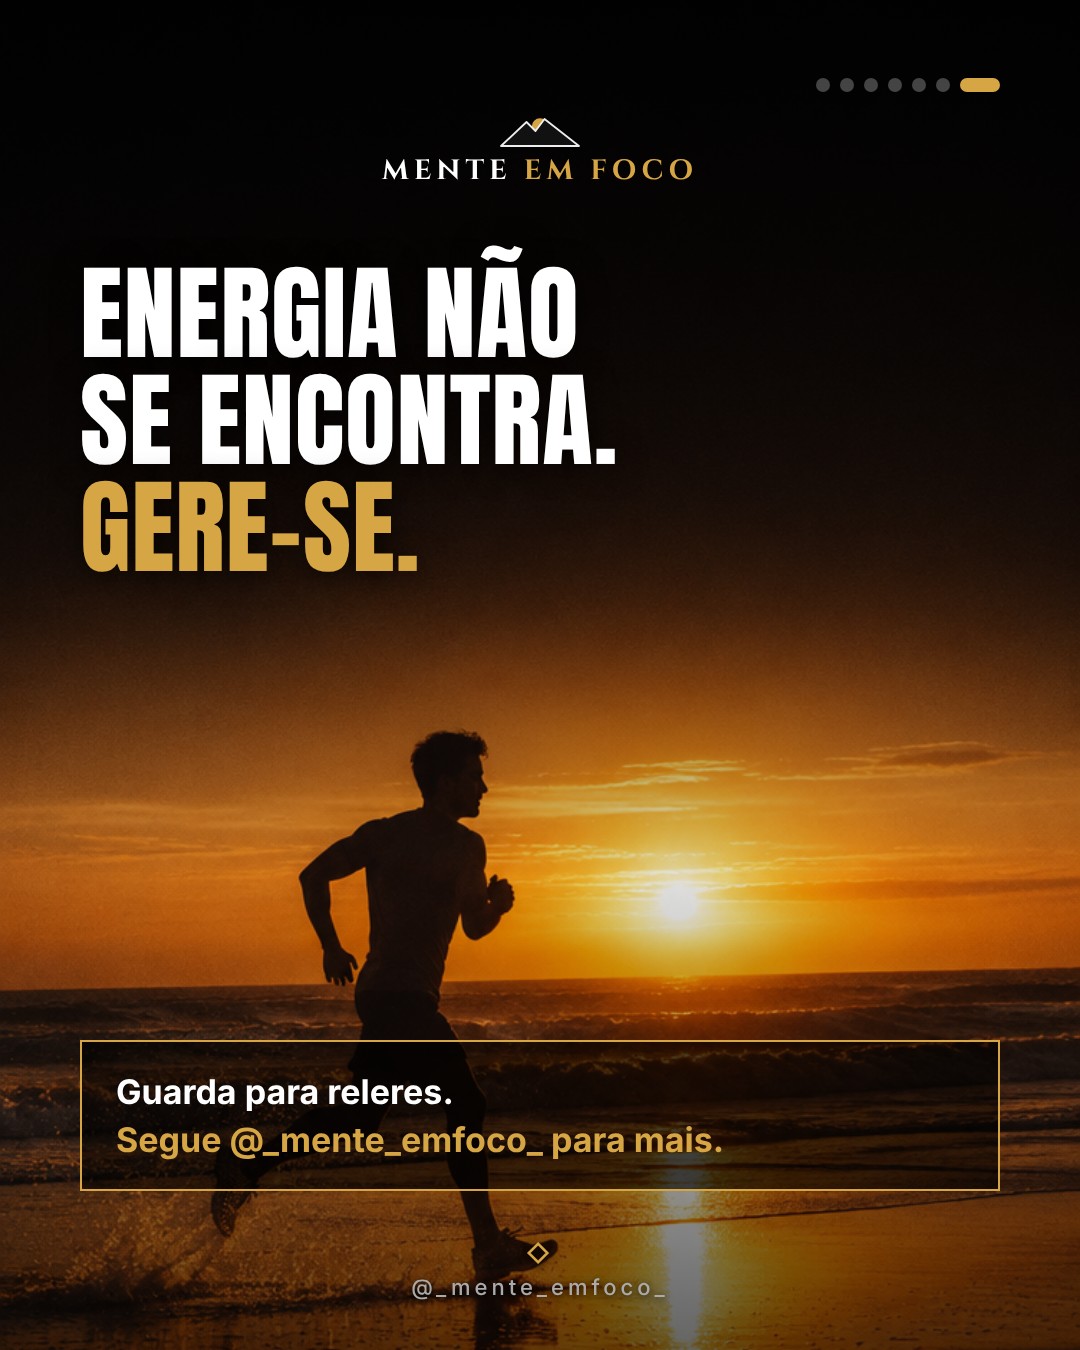 MENTE EM FOCO
ENERGIA NÃO
SE ENCONTRA.
GERE-SE.
Guarda para releres.
Segue @_mente_emfoco_ para mais.
@_mente_emfoco_